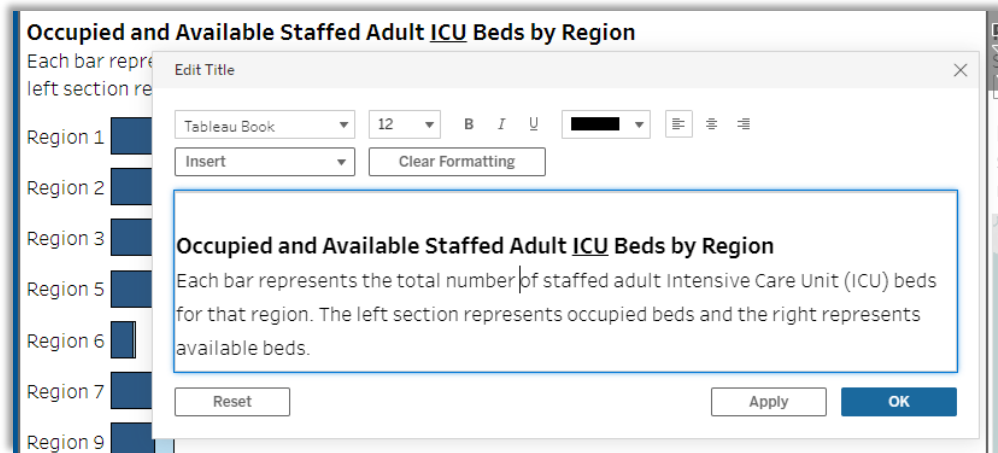 Occupied and Available Staffed Adult ICU Beds by Region
Each bar repre
left section re
Edit Title
Tableau Book
12
B I U
Insert
Clear Formatting
Occupied and Available Staffed Adult ICU Beds by Region
Each bar represents the total number of staffed adult Intensive Care Unit (ICU) beds
for that region. The left section represents occupied beds and the right represents
available beds.
Reset
Apply
OK
Region 1
Region 2
Region 3
Region 5
Region 6
Region 7
Region 9